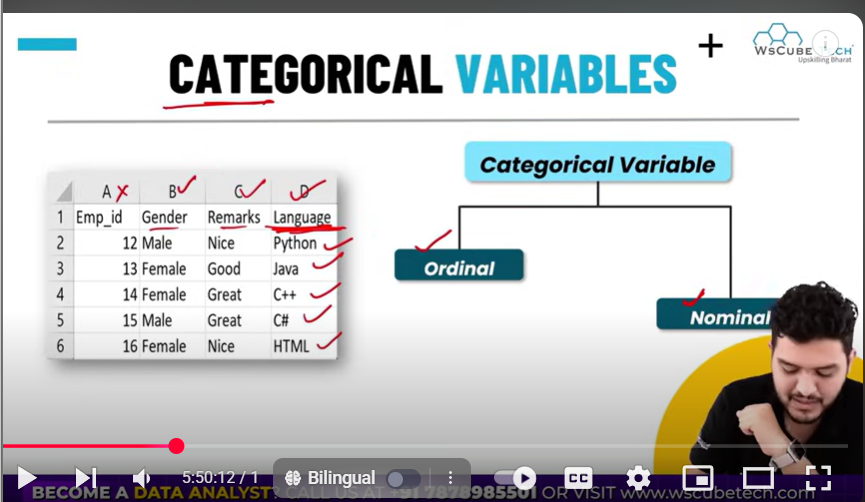 WSCUBE TECH
Upskilling Bharat
CATEGORICAL VARIABLES
Categorical Variable
Ordinal
Nominal
A B C D
1 Emp_id Gender Remarks Language
2 12 Male Nice Python
3 13 Female Good Java
4 14 Female Great C++
5 15 Male Great C#
6 16 Female Nice HTML
5:50:12 / 1
Bilingual
CC
BECOME A DATA ANALYST? CALL US AT +91 7878985501 OR VISIT www.wscubetech.com